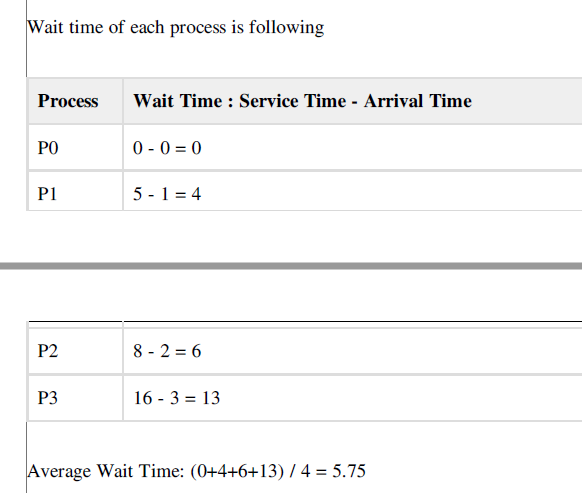 Wait time of each process is following
Process Wait Time : Service Time - Arrival Time
P0 0 - 0 = 0
P1 5 - 1 = 4
P2 8 - 2 = 6
P3 16 - 3 = 13
Average Wait Time: (0+4+6+13) / 4 = 5.75